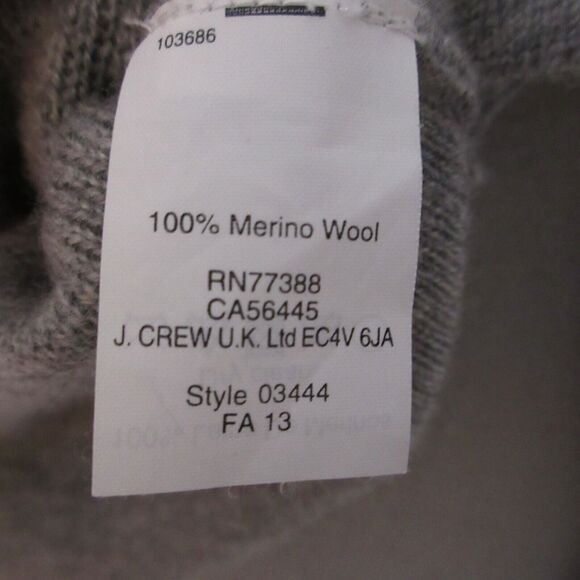 103686
100% Merino Wool
RN77388
CA56445
J. CREW U.K. Ltd EC4V 6JA
Style 03444
FA 13